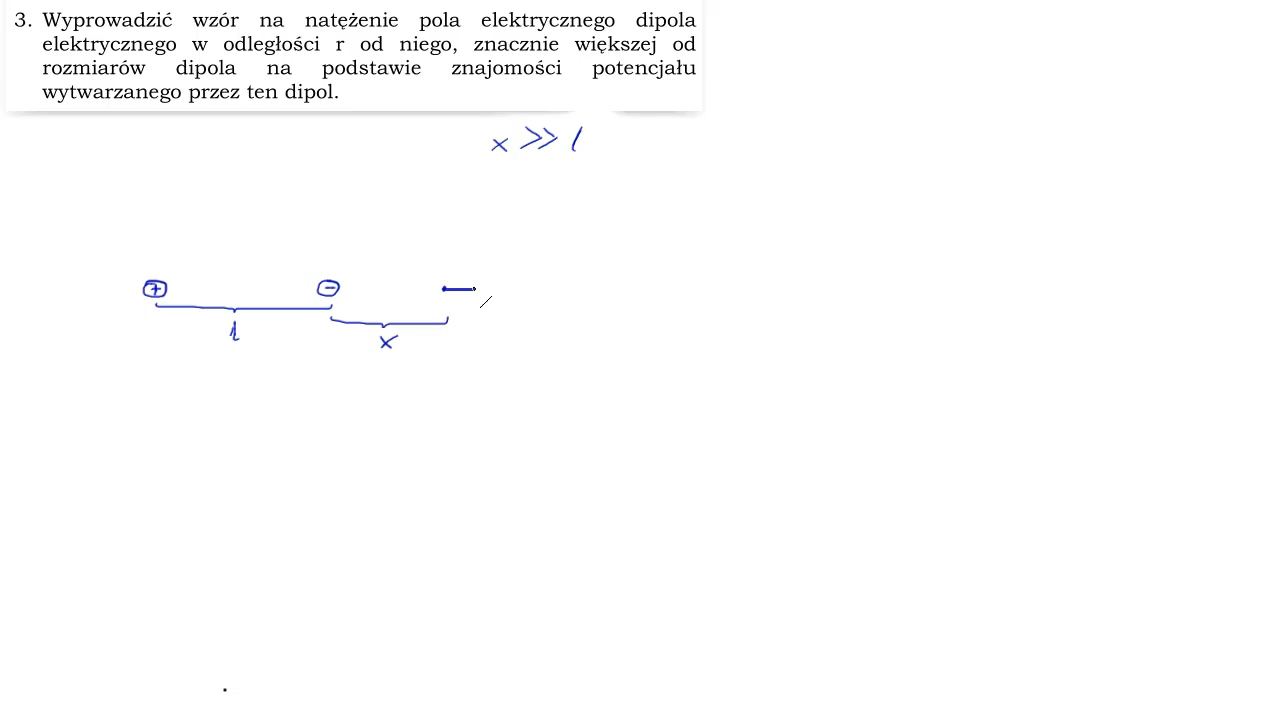 3. Wyprowadzić wzór na natężenie pola elektrycznego dipola
elektrycznego w odległości r od niego, znacznie większej od
rozmiarów dipola na podstawie znajomości potencjału
wytwarzanego przez ten dipol.
x >> l
+ − −
l
x